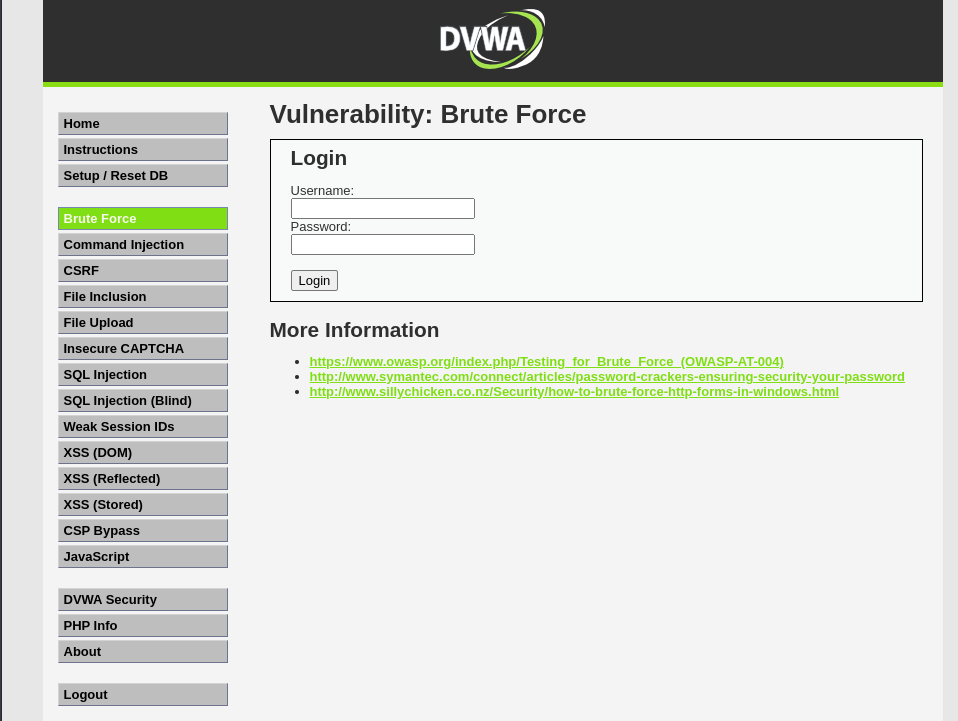 DVWA
Home
Instructions
Setup / Reset DB
Brute Force
Command Injection
CSRF
File Inclusion
File Upload
Insecure CAPTCHA
SQL Injection
SQL Injection (Blind)
Weak Session IDs
XSS (DOM)
XSS (Reflected)
XSS (Stored)
CSP Bypass
JavaScript
DVWA Security
PHP Info
About
Logout
Vulnerability: Brute Force
Login
Username:
Password:
Login
More Information
https://www.owasp.org/index.php/Testing_for_Brute_Force_(OWASP-AT-004)
http://www.symantec.com/connect/articles/password-crackers-ensuring-security-your-password
http://www.sillychicken.co.nz/Security/how-to-brute-force-http-forms-in-windows.html